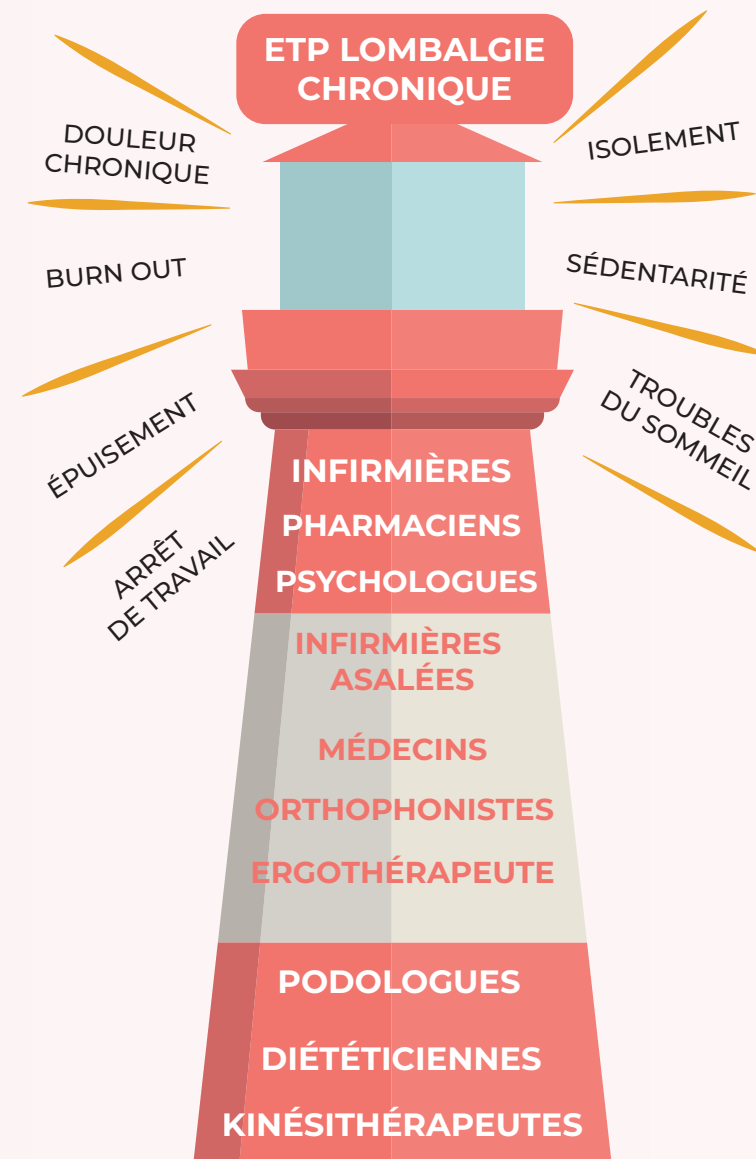 ETP LOMBALGIE
CHRONIQUE
DOULEUR
CHRONIQUE
BURN OUT
ÉPUISEMENT
ARRÊT
DE TRAVAIL
ISOLEMENT
SÉDENTARITÉ
TROUBLES
DU SOMMEIL
INFIRMIÈRES
PHARMACIENS
PSYCHOLOGUES
INFIRMIÈRES
ASALÉES
MÉDECINS
ORTHOPHONISTES
ERGOTHÉRAPEUTE
PODOLOGUES
DIÉTÉTICIENNES
KINÉSITHÉRAPEUTES